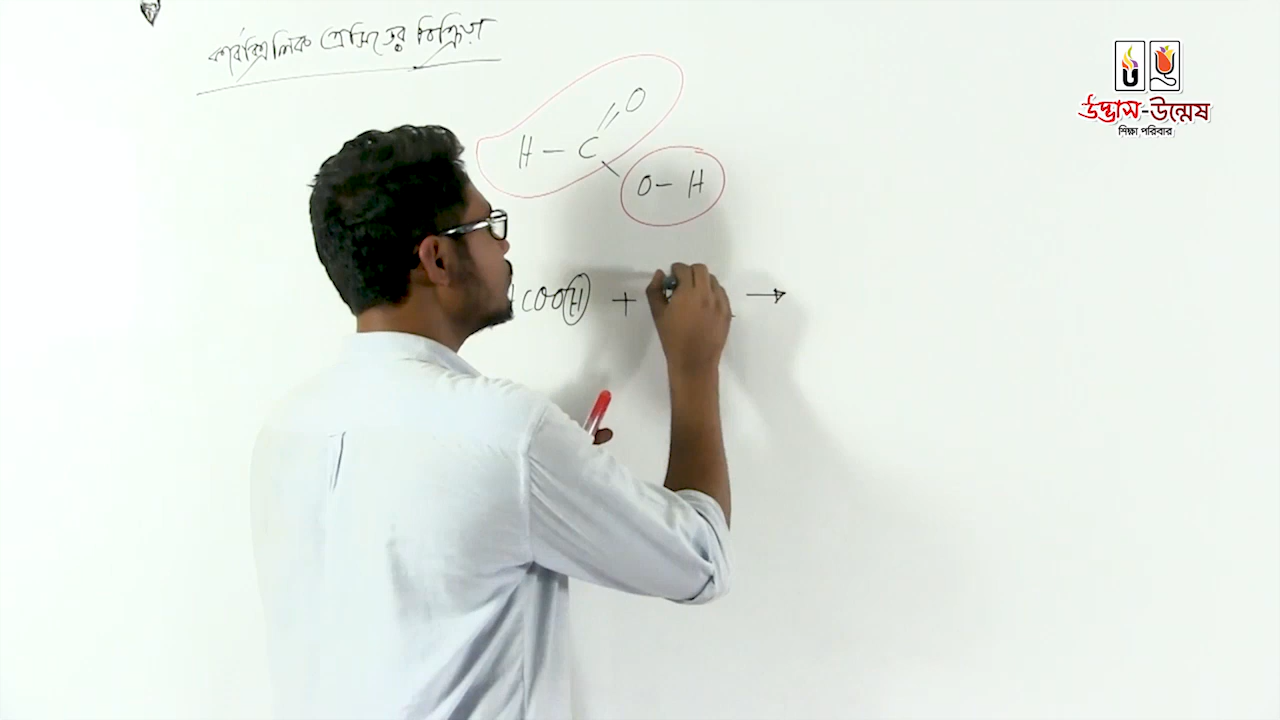 কার্বক্সিলিক এসিডের বিক্রিয়া
O
H – C
O – H
COOH + →
উদ্ভাস-উন্মেষ
শিক্ষা পরিবার